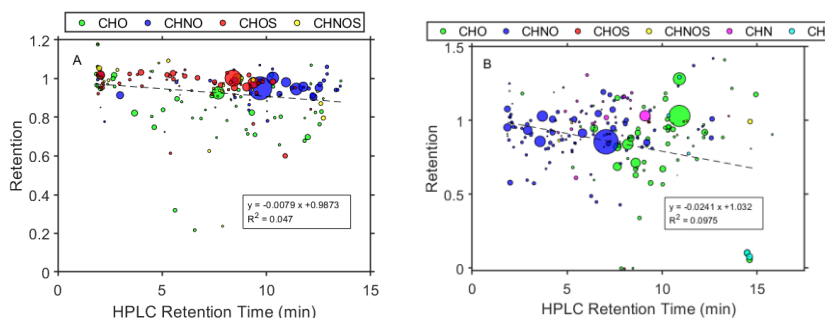 CHO CHNO CHOS CHNOS
1.2
1
0.8
0.6
0.4
0.2
0
Retention
A
y = -0.0079 x +0.9873
R² = 0.047
0 5 10 15
HPLC Retention Time (min)
CHO CHNO CHOS CHNOS CHN CH
1.5
1
0.5
0
Retention
B
y = -0.0241 x +1.032
R² = 0.0975
0 5 10 15
HPLC Retention Time (min)